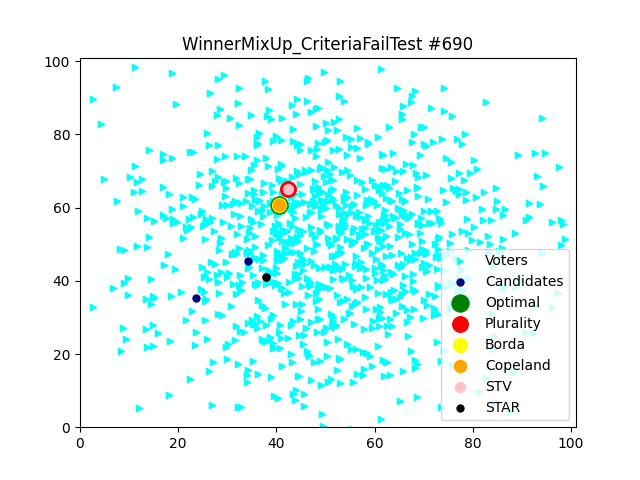 WinnerMixUp_CriteriaFailTest #690
100
80
60
40
20
0
0
20
40
60
80
100
Voters
Candidates
Optimal
Plurality
Borda
Copeland
STV
STAR